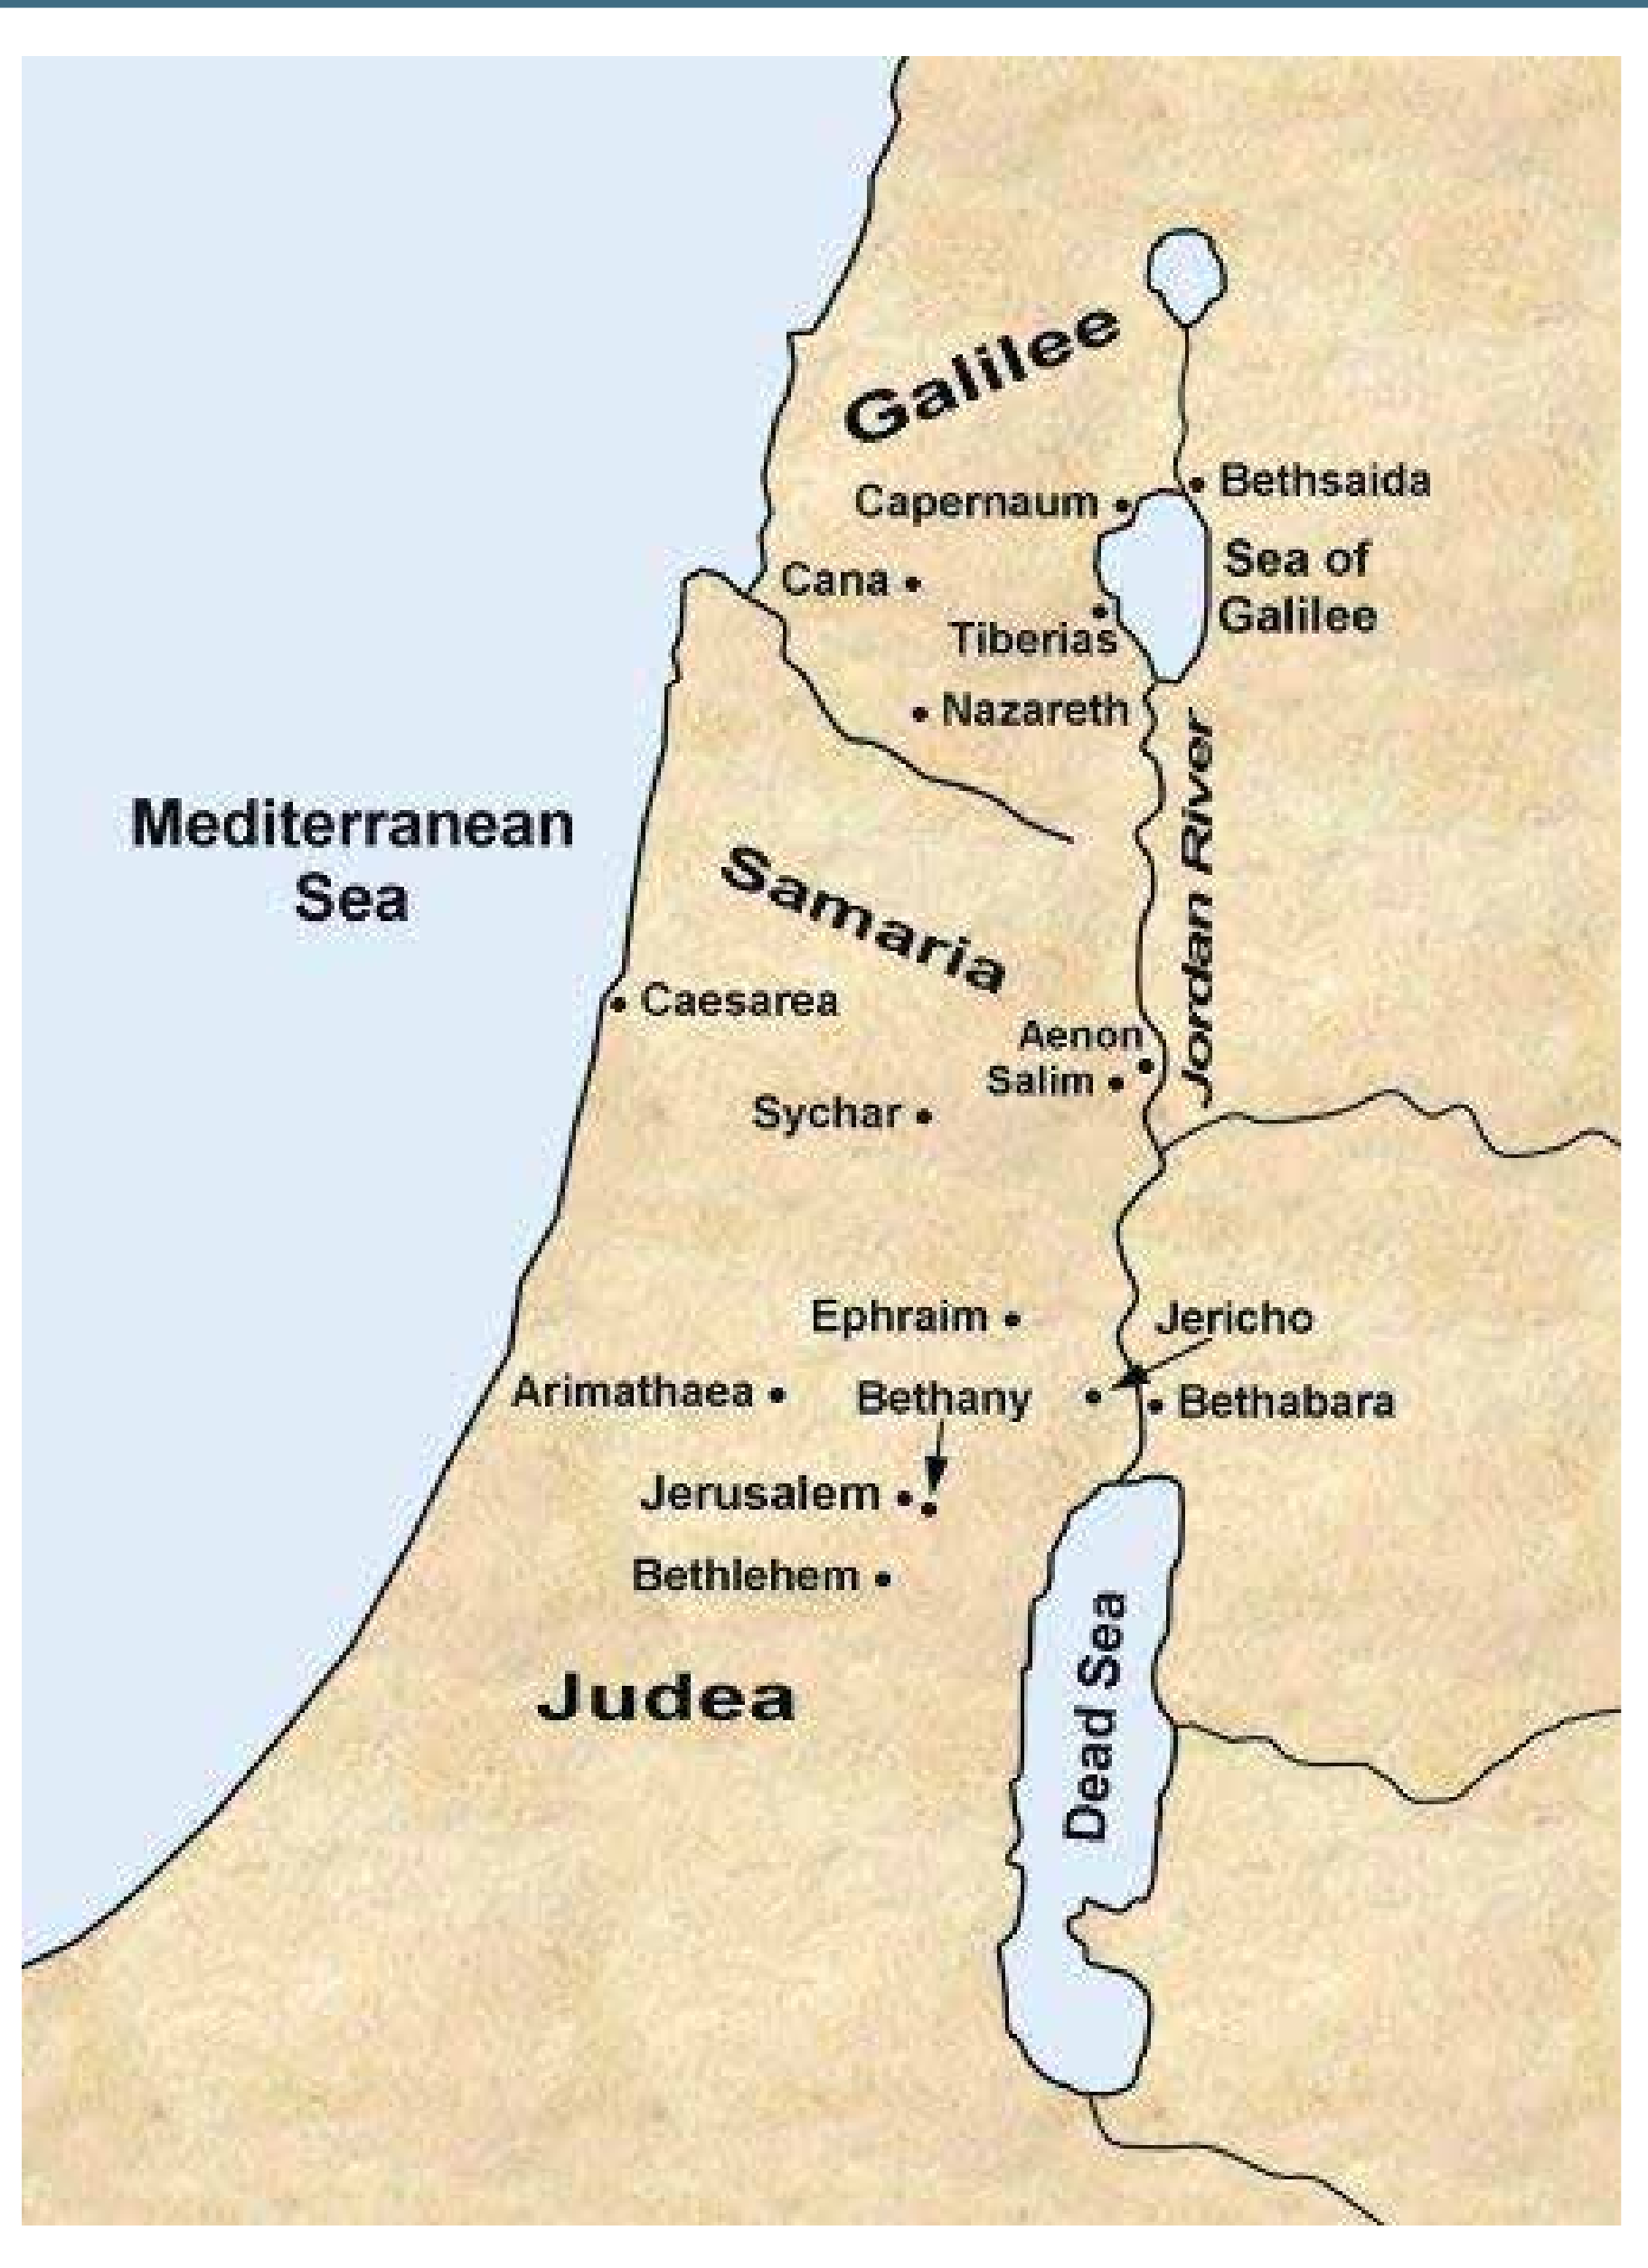 Galilee
Bethsaida
Capernaum
Sea of
Galilee
Cana
Tiberias
Nazareth
Jordan River
Mediterranean
Sea
Samaria
Caesarea
Aenon
Salim
Sychar
Ephraim
Jericho
Arimathaea
Bethany
Bethabara
Jerusalem
Bethlehem
Dead Sea
Judea